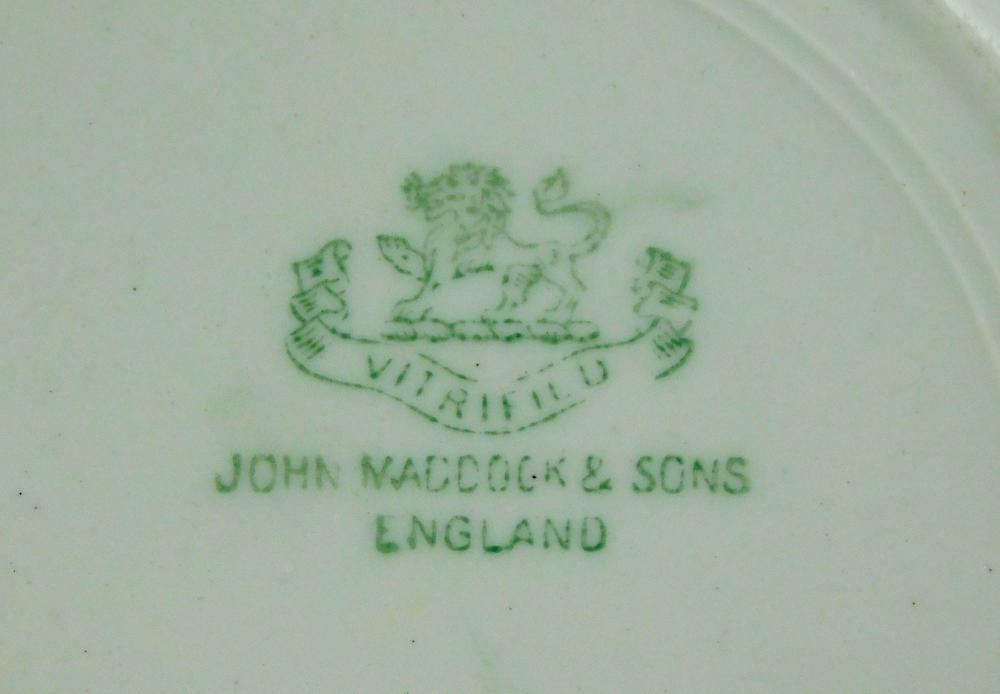 VITRIFIED
JOHN MADDOCK & SONS
ENGLAND